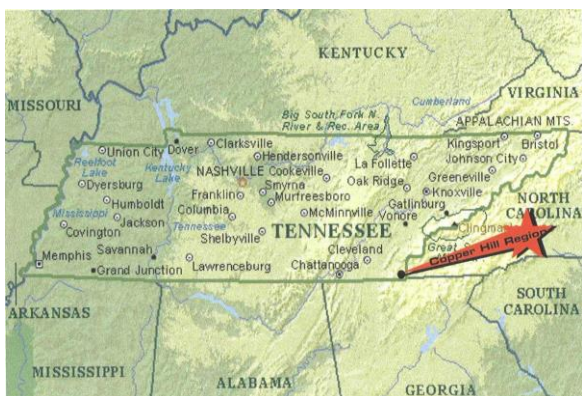 KENTUCKY
MISSOURI
VIRGINIA
Cumberland
Big South Fork N.
River & Rec. Area
APPALACHIAN MTS.
Union City
Dover
Clarksville
Kingsport
Bristol
Reelfoot
Lake
Kentucky
Lake
Hendersonville
La Follette
Johnson City
NASHVILLE
Cookeville
Greeneville
Dyersburg
Smyrna
Oak Ridge
Knoxville
Franklin
Murfreesboro
Gatlinburg
Humboldt
Columbia
McMinnville
Vonore
NORTH
CAROLINA
Mississippi
Jackson
Tennessee
Clingma
Covington
Shelbyville
TENNESSEE
Great
Savannah
Cleveland
Copper Hill Region
Memphis
Lawrenceburg
Chattanooga
Grand Junction
SOUTH
CAROLINA
ARKANSAS
MISSISSIPPI
ALABAMA
GEORGIA